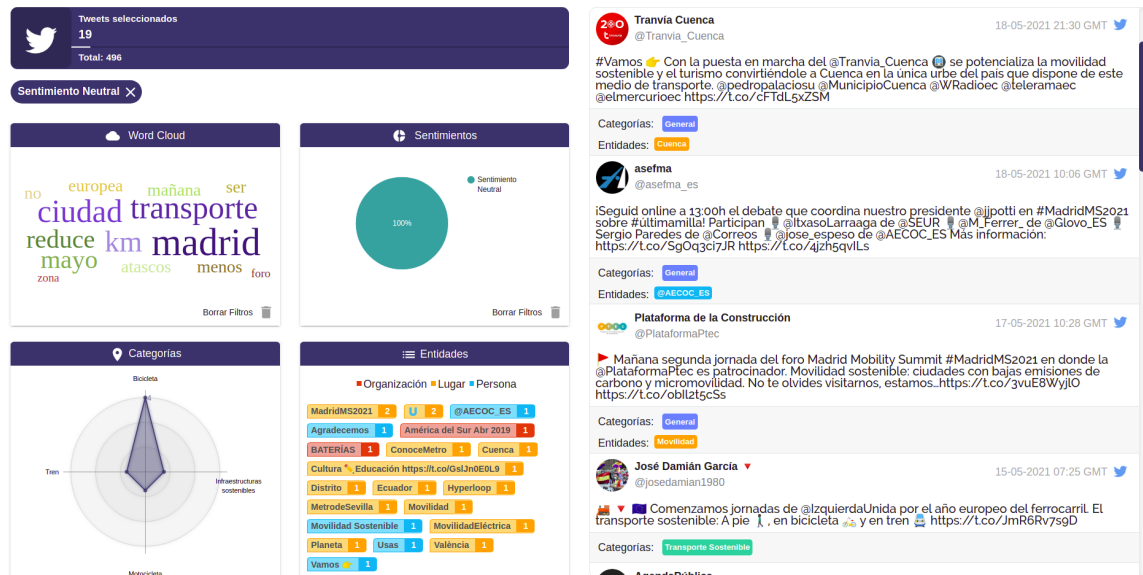 Tweets seleccionados
19
Total: 496
Sentimiento Neutral
Word Cloud
no
europea
mañana
ser
ciudad
transporte
reduce
km
madrid
mayo
atascos
menos
foro
zona
Borrar Filtros
Sentimientos
Sentimiento
Neutral
100%
Borrar Filtros
Categorías
Bicicleta
4
Tren
Infraestructuras
sostenibles
Motocicleta
Entidades
Organización Lugar Persona
MadridMS2021 2 U 2 @AECOC_ES 1
Agradecemos 1 América del Sur Abr 2019 1
BATERÍAS 1 ConoceMetro 1 Cuenca 1
Cultura ✏️Educación https://t.co/GslJn0E0L9 1
Distrito 1 Ecuador 1 Hyperloop 1
MetrodeSevilla 1 Movilidad 1
Movilidad Sostenible 1 MovilidadEléctrica 1
Planeta 1 Usas 1 València 1
Vamos 👉 1
Tranvía Cuenca
@Tranvia_Cuenca
18-05-2021 21:30 GMT
#Vamos 👉 Con la puesta en marcha del @Tranvia_Cuenca 🚇 se potencializa la movilidad
sostenible y el turismo convirtiéndole a Cuenca en la única urbe del país que dispone de este
medio de transporte. @pedropalaciosu @MunicipioCuenca @WRadioec @teleramaec
@elmercurioec https://t.co/cFTdL5xZSM
Categorías: General
Entidades: Cuenca
asefma
@asefma_es
18-05-2021 10:06 GMT
¡Seguid online a 13:00h el debate que coordina nuestro presidente @jjpotti en #MadridMS2021
sobre #últimamilla! Participan 🎙️ @ItxasoLarraaga de @SEUR 🎙️ @M_Ferrer_ de @Glovo_ES 🎙️
Sergio Paredes de @Correos 🎙️ @jose_espeso de @AECOC_ES Más información:
https://t.co/SgOq3ci7JR https://t.co/4jzh5qvILs
Categorías: General
Entidades: @AECOC_ES
Plataforma de la Construcción
@PlataformaPtec
17-05-2021 10:28 GMT
🚩 Mañana segunda jornada del foro Madrid Mobility Summit #MadridMS2021 en donde la
@PlataformaPtec es patrocinador. Movilidad sostenible: ciudades con bajas emisiones de
carbono y micromovilidad. No te olvides visitarnos, estamos…https://t.co/3vuE8WyjlO
https://t.co/obIl2t5cSs
Categorías: General
Entidades: Movilidad
José Damián García 🔻
@josedamian1980
15-05-2021 07:25 GMT
🚂 🔻 🇪🇺 Comenzamos jornadas de @IzquierdaUnida por el año europeo del ferrocarril. El
transporte sostenible: A pie 🚶, en bicicleta 🚲 y en tren 🚊 https://t.co/JmR6Rv7sgD
Categorías: Transporte Sostenible
AgendaPública